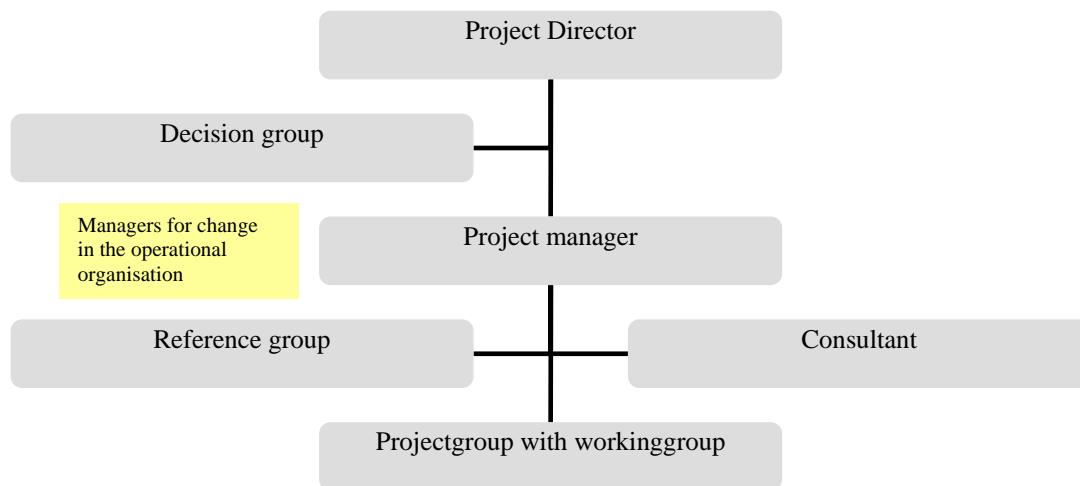 Project Director
Decision group
Managers for change
in the operational
organisation
Project manager
Reference group
Consultant
Projectgroup with workinggroup